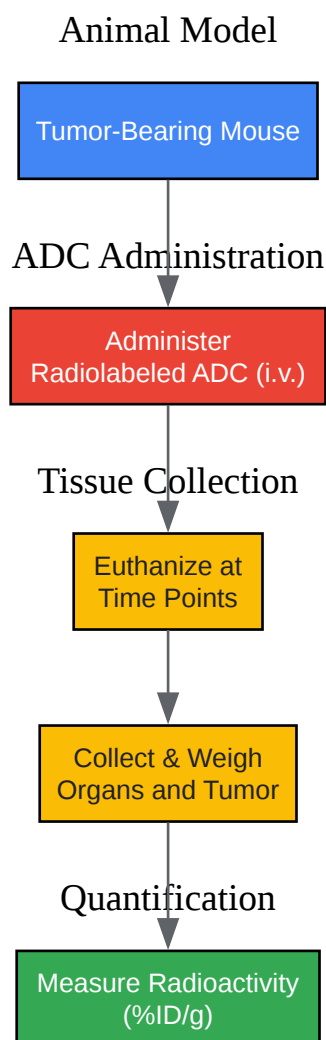 Animal Model
Tumor-Bearing Mouse
ADC Administration
Administer
Radiolabeled ADC (i.v.)
Tissue Collection
Euthanize at
Time Points
Collect & Weigh
Organs and Tumor
Quantification
Measure Radioactivity
(%ID/g)